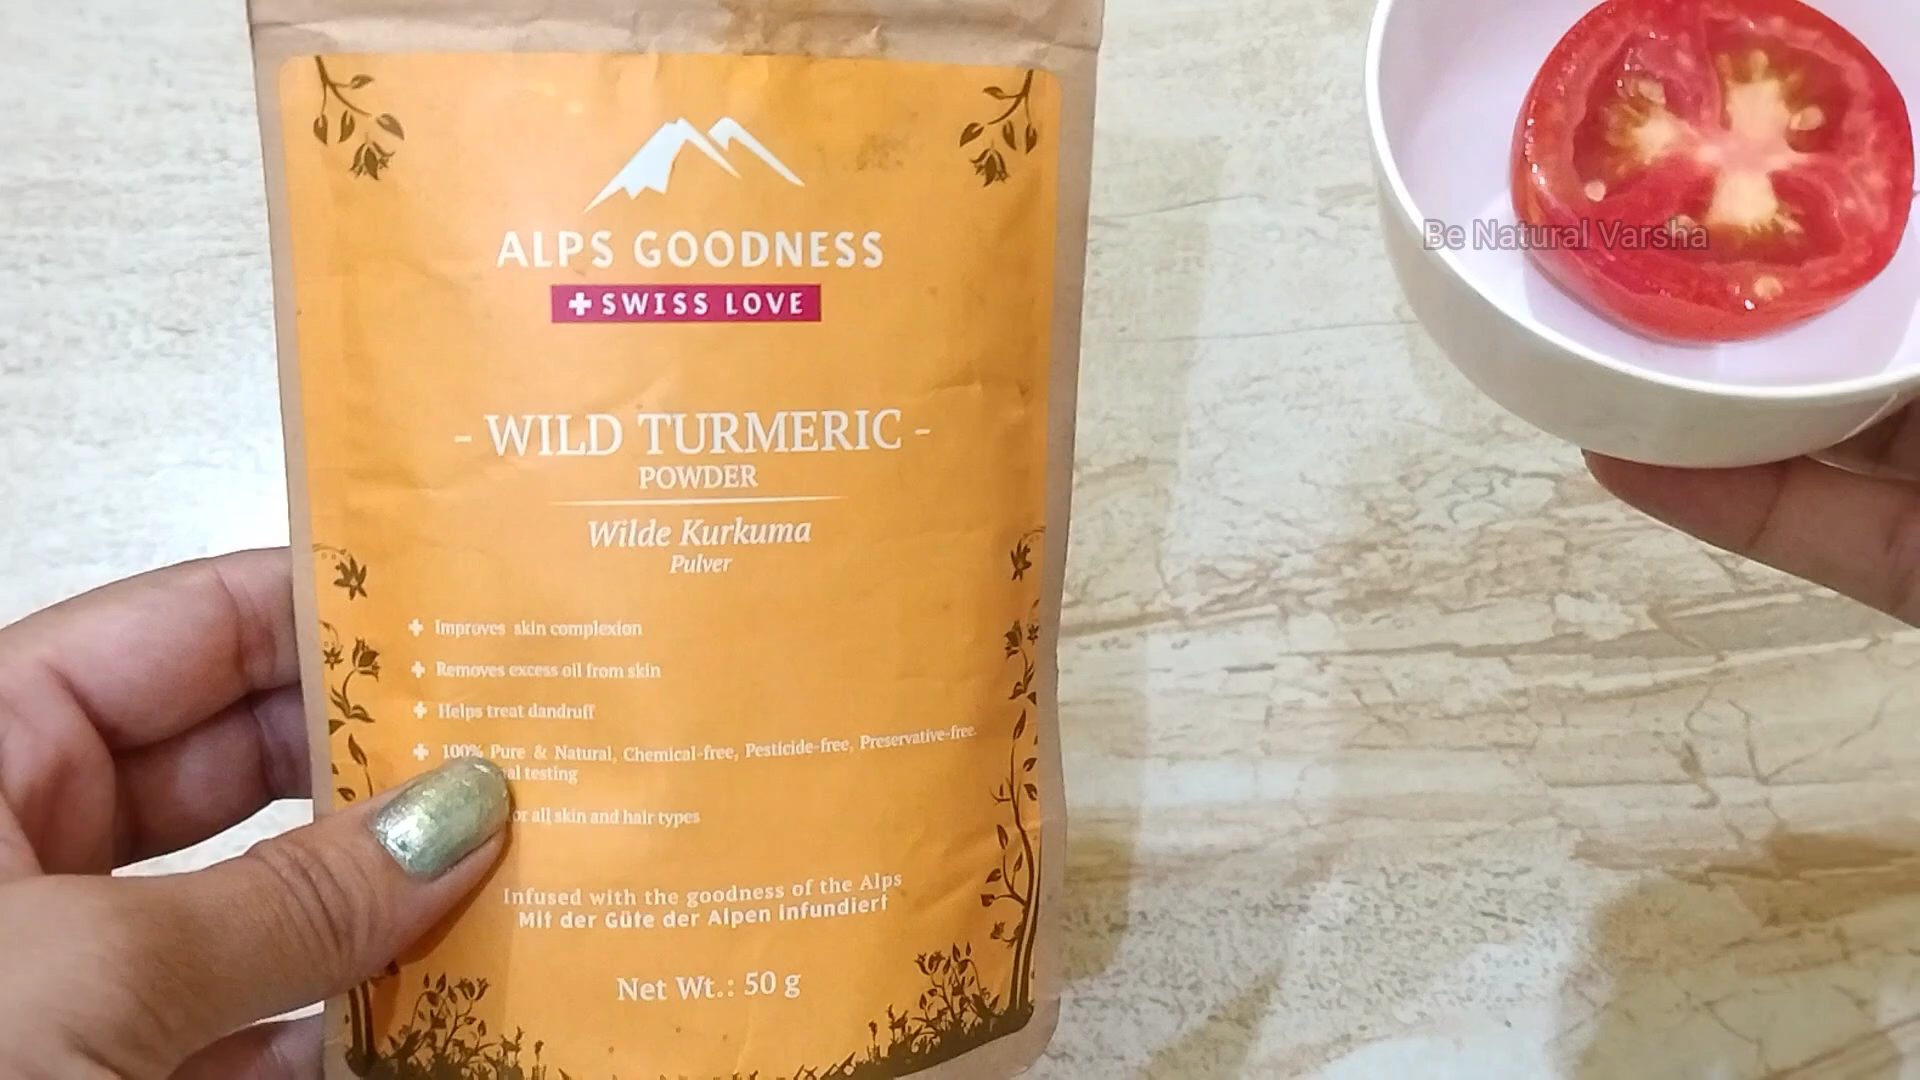 ALPS GOODNESS
SWISS LOVE
- WILD TURMERIC -
POWDER
Wilde Kurkuma
Pulver
Improves skin complexion
Removes excess oil from skin
Helps treat dandruff
100% Pure & Natural, Chemical-free, Pesticide-free, Preservative-free.
testing
all skin and hair types
Infused with the goodness of the Alps
Mit der Güte der Alpen infundiert
Net Wt.: 50 g
Be Natural Varsha